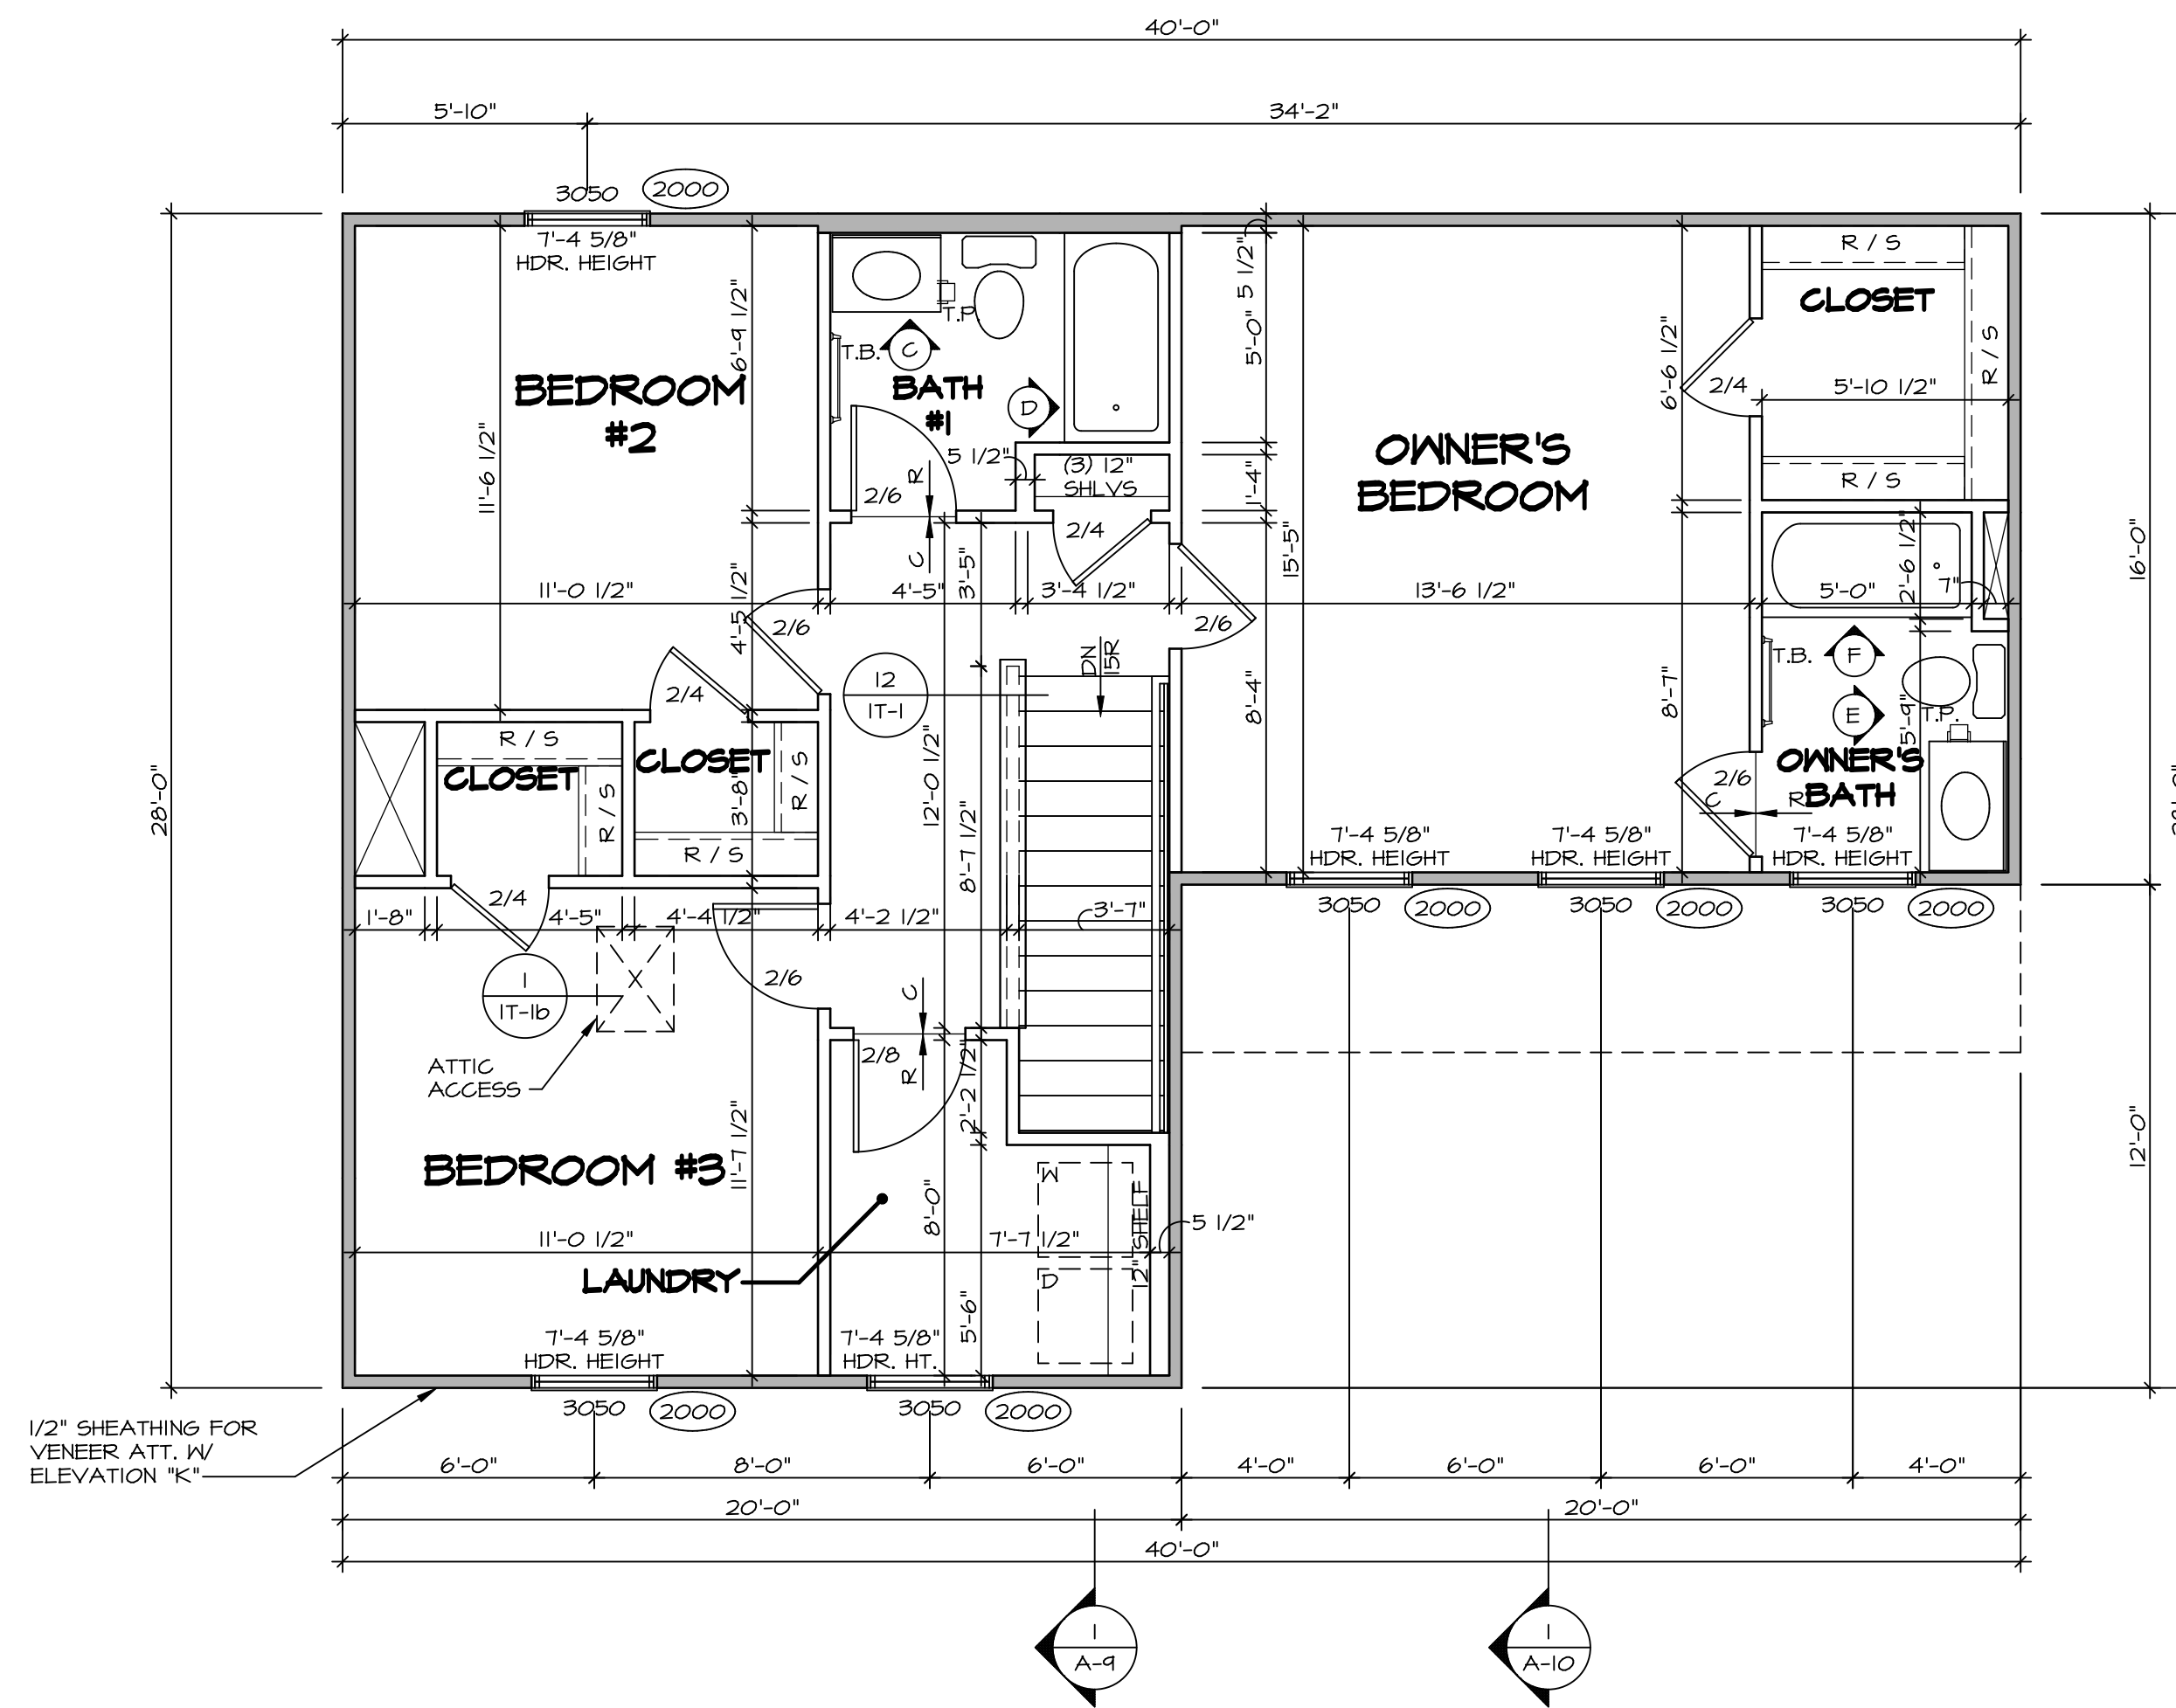 40'-0"
5'-10"
34'-2"
3050
2000
7'-4 5/8"
HDR. HEIGHT
R / S
CLOSET
R / S
5'-10 1/2"
2/4
R / S
6'-9 1/2"
T.P.
T.B.
C
BATH
#1
D
5 1/2"
5'-0"
6'-6 1/2"
BEDROOM
#2
11'-6 1/2"
OWNER'S
BEDROOM
5 1/2"
(3) 12"
SHLVS
1'-4"
2/6
R
C
2/4
3'-5"
15'-5"
16'-0"
2'-6 1/2"
7"
11'-0 1/2"
4'-5"
3'-4 1/2"
13'-6 1/2"
5'-0"
4'-5 1/2"
2/6
2/6
DN
15R
T.B.
F
E
T.P.
5'-9"
8'-4"
8'-7"
2/4
12
1T-1
R / S
CLOSET
R / S
CLOSET
R / S
R / S
3'-8"
12'-0 1/2"
8'-7 1/2"
28'-0"
OWNER'S
BATH
2/6
C
R
7'-4 5/8"
HDR. HEIGHT
7'-4 5/8"
HDR. HEIGHT
7'-4 5/8"
HDR. HEIGHT
3050
2000
3050
2000
3050
2000
2/4
1'-8"
4'-5"
4'-4 1/2"
4'-2 1/2"
3'-7"
1
1T-1b
X
2/6
C
R
2/8
2'-2 1/2"
ATTIC
ACCESS
12'-0"
11'-7 1/2"
BEDROOM #3
W
12" SHELF
8'-0"
5 1/2"
11'-0 1/2"
7'-7 1/2"
LAUNDRY
D
5'-6"
7'-4 5/8"
HDR. HEIGHT
7'-4 5/8"
HDR. HT.
3050
2000
3050
2000
1/2" SHEATHING FOR
VENEER ATT. W/
ELEVATION "K"
6'-0"
8'-0"
6'-0"
4'-0"
6'-0"
6'-0"
4'-0"
20'-0"
20'-0"
40'-0"
1
A-9
1
A-10